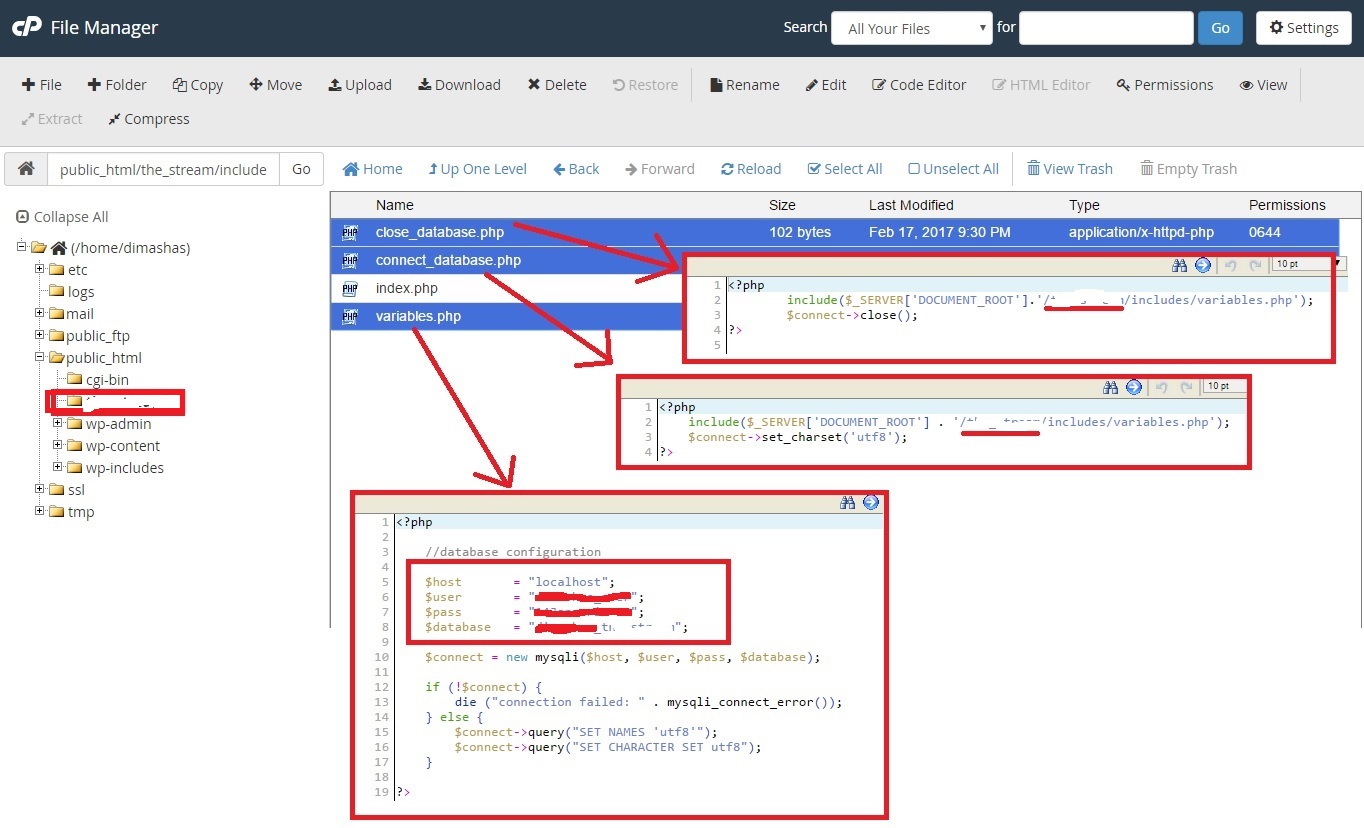 cP File Manager
Search All Your Files for Go Settings
File Folder Copy Move Upload Download Delete Restore Rename Edit Code Editor HTML Editor Permissions View
Extract Compress
public_html/the_stream/include Go Home Up One Level Back Forward Reload Select All Unselect All View Trash Empty Trash
Collapse All
(/home/dimashas)
etc
logs
mail
public_ftp
public_html
cgi-bin
wp-admin
wp-content
wp-includes
ssl
tmp
Name Size Last Modified Type Permissions
PHP close_database.php 102 bytes Feb 17, 2017 9:30 PM application/x-httpd-php 0644
PHP connect_database.php
PHP index.php
PHP variables.php
10 pt
1 <?php
2 include($_SERVER['DOCUMENT_ROOT'].'/ /includes/variables.php');
3 $connect->close();
4 ?>
5
10 pt
1 <?php
2 include($_SERVER['DOCUMENT_ROOT'] . '/ /includes/variables.php');
3 $connect->set_charset('utf8');
4 ?>
1 <?php
2
3 //database configuration
4
5 $host = "localhost";
6 $user = " ";
7 $pass = " ";
8 $database = " ";
9
10 $connect = new mysqli($host, $user, $pass, $database);
11
12 if (!$connect) {
13 die ("connection failed: " . mysqli_connect_error());
14 } else {
15 $connect->query("SET NAMES 'utf8'");
16 $connect->query("SET CHARACTER SET utf8");
17 }
18
19 ?>